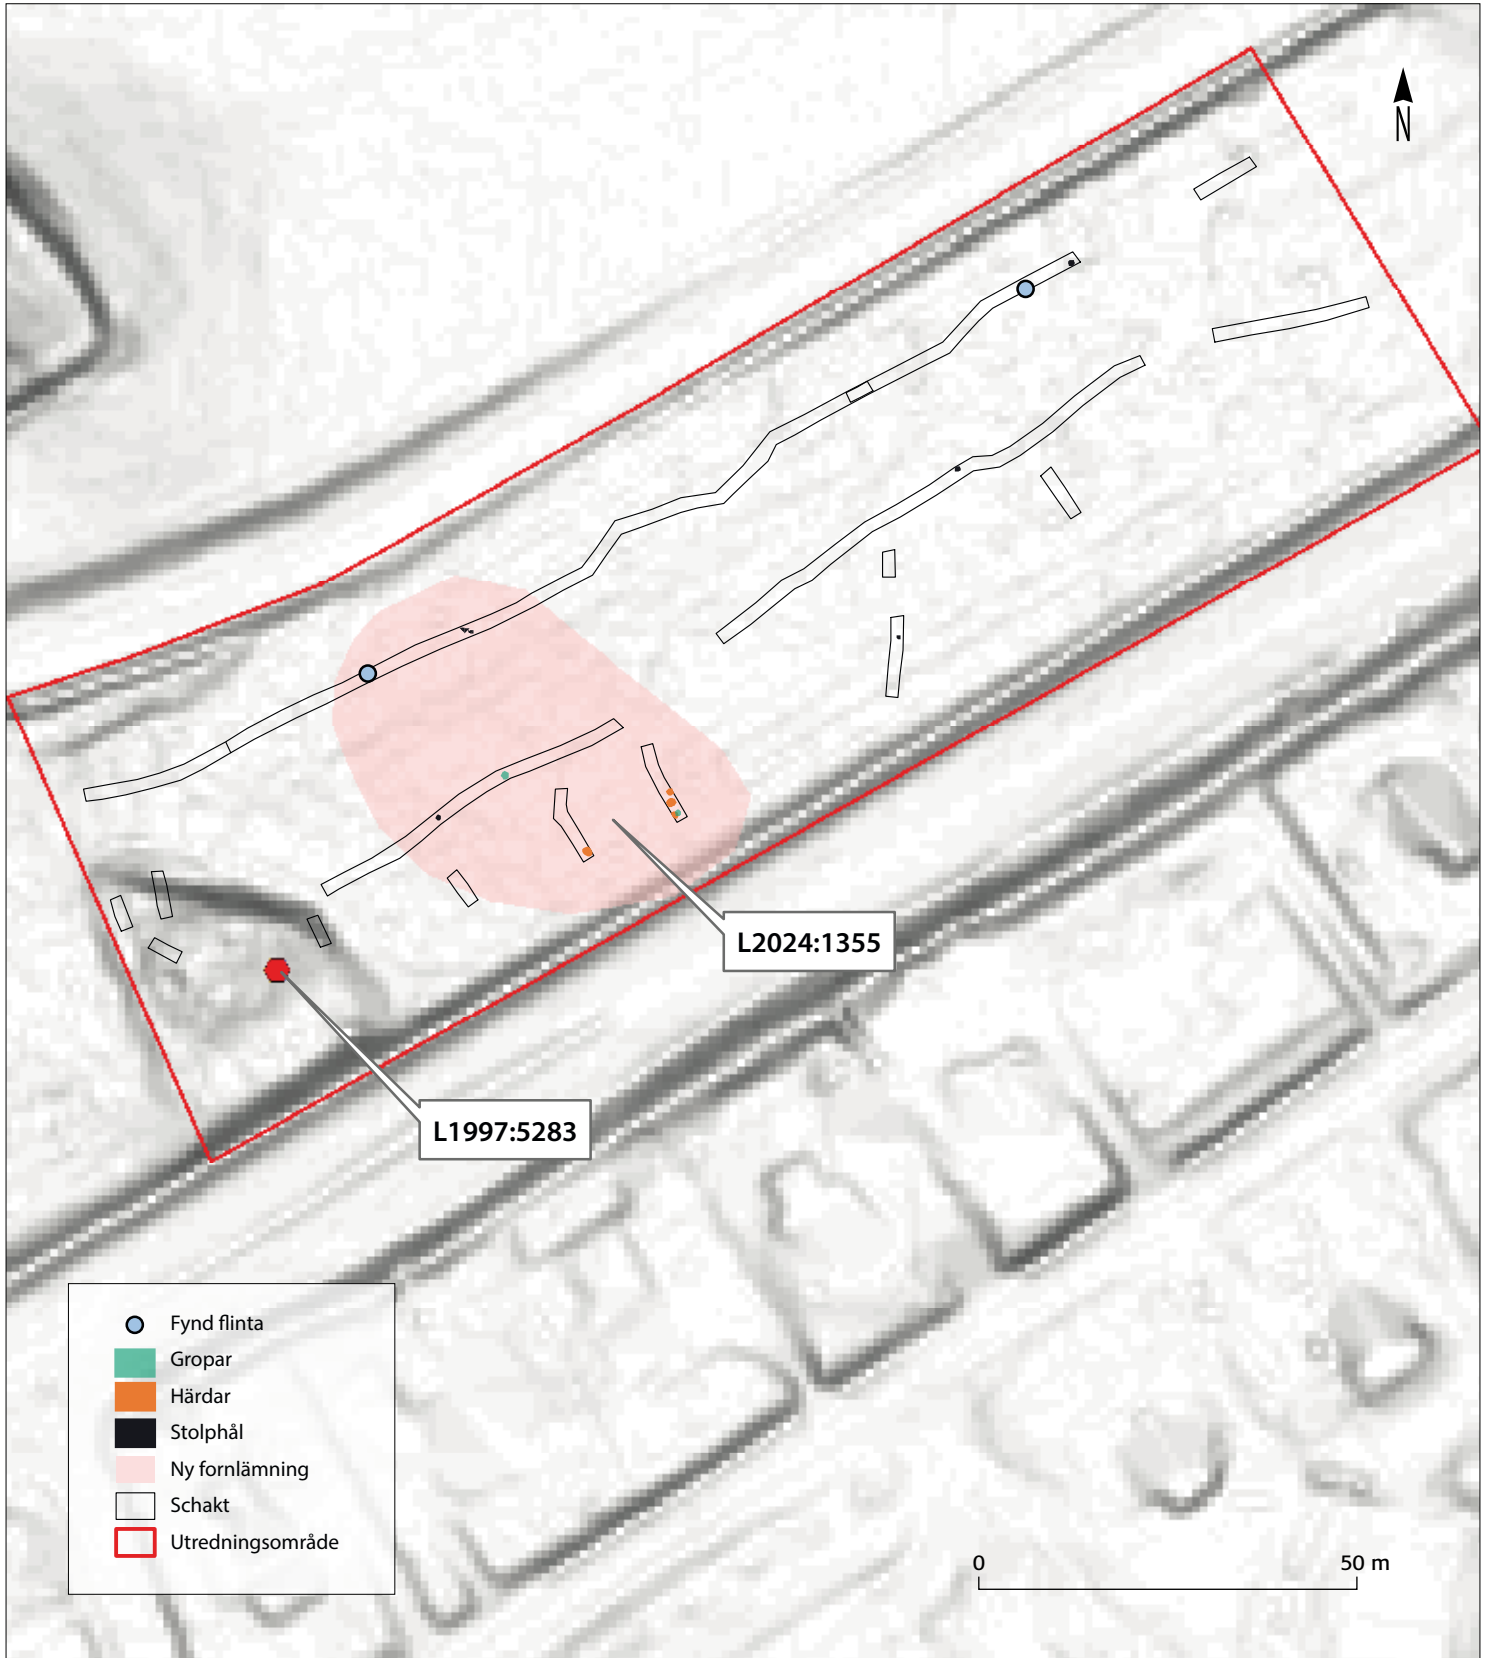 N
L2024:1355
L1997:5283
Fynd flinta
Gropar
Härdar
Stolphål
Ny fornlämning
Schakt
Utredningsområde
0 50 m